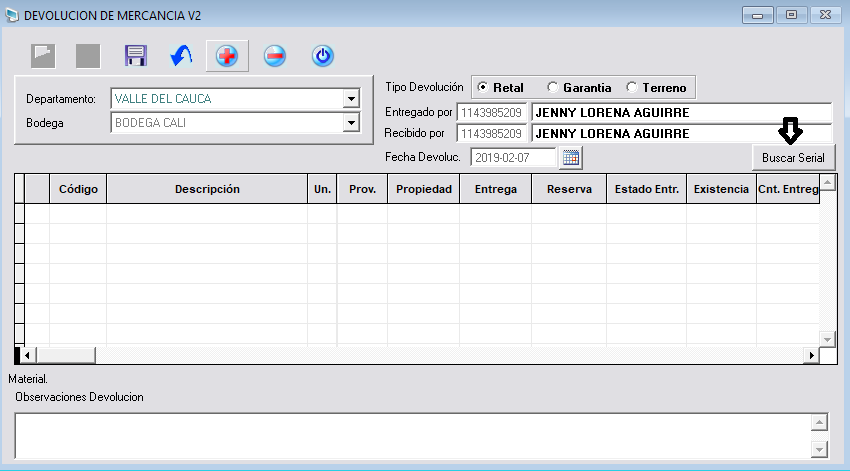 DEVOLUCION DE MERCANCIA V2
Tipo Devolución Retal Garantia Terreno
Departamento: VALLE DEL CAUCA
Bodega BODEGA CALI
Entregado por 1143985209 JENNY LORENA AGUIRRE
Recibido por 1143985209 JENNY LORENA AGUIRRE
Fecha Devoluc. 2019-02-07 Buscar Serial
Código Descripción Un. Prov. Propiedad Entrega Reserva Estado Entr. Existencia Cnt. Entreg
Material.
Observaciones Devolucion